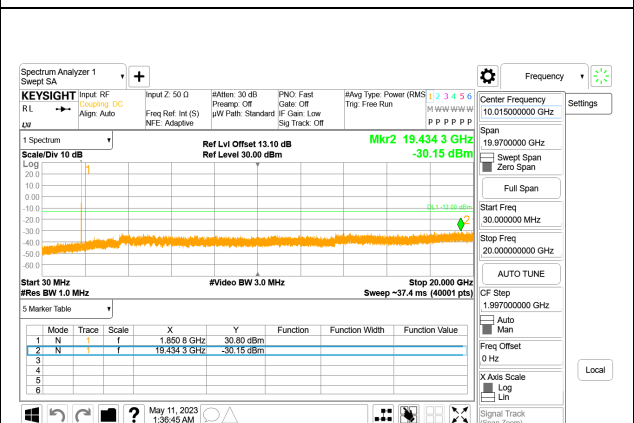 Spectrum Analyzer 1
Swept SA
Frequency
KEYSIGHT
Input: RF
Coupling: DC
Align: Auto
Input Z: 50 Ω
Freq Ref: Int (S)
NFE: Adaptive
#Atten: 30 dB
Preamp: Off
µW Path: Standard
PNO: Fast
Gate: Off
IF Gain: Low
Sig Track: Off
#Avg Type: Power (RMS
Trig: Free Run
1 2 3 4 5 6
M W W W W W
P P P P P P
RL
LXI
Center Frequency
10.015000000 GHz
Settings
Span
19.9700000 GHz
Swept Span
Zero Span
Full Span
Start Freq
30.000000 MHz
Stop Freq
20.000000000 GHz
AUTO TUNE
CF Step
1.997000000 GHz
Auto
Man
Freq Offset
0 Hz
X Axis Scale
Log
Lin
Signal Track
(Span Zoom)
Local
1 Spectrum
Scale/Div 10 dB
Ref Lvl Offset 13.10 dB
Ref Level 30.00 dBm
Mkr2 19.434 3 GHz
-30.15 dBm
Log
20.0
10.0
0.00
-10.0
-20.0
-30.0
-40.0
-50.0
-60.0
1
DL1 -13.00 dBm
2
Start 30 MHz
#Video BW 3.0 MHz
Stop 20.000 GHz
#Res BW 1.0 MHz
Sweep ~37.4 ms (40001 pts)
5 Marker Table
Mode Trace Scale X Y Function Function Width Function Value
1 N 1 f 1.850 8 GHz 30.80 dBm
2 N 1 f 19.434 3 GHz -30.15 dBm
3
4
5
6
?
May 11, 2023
1:36:45 AM